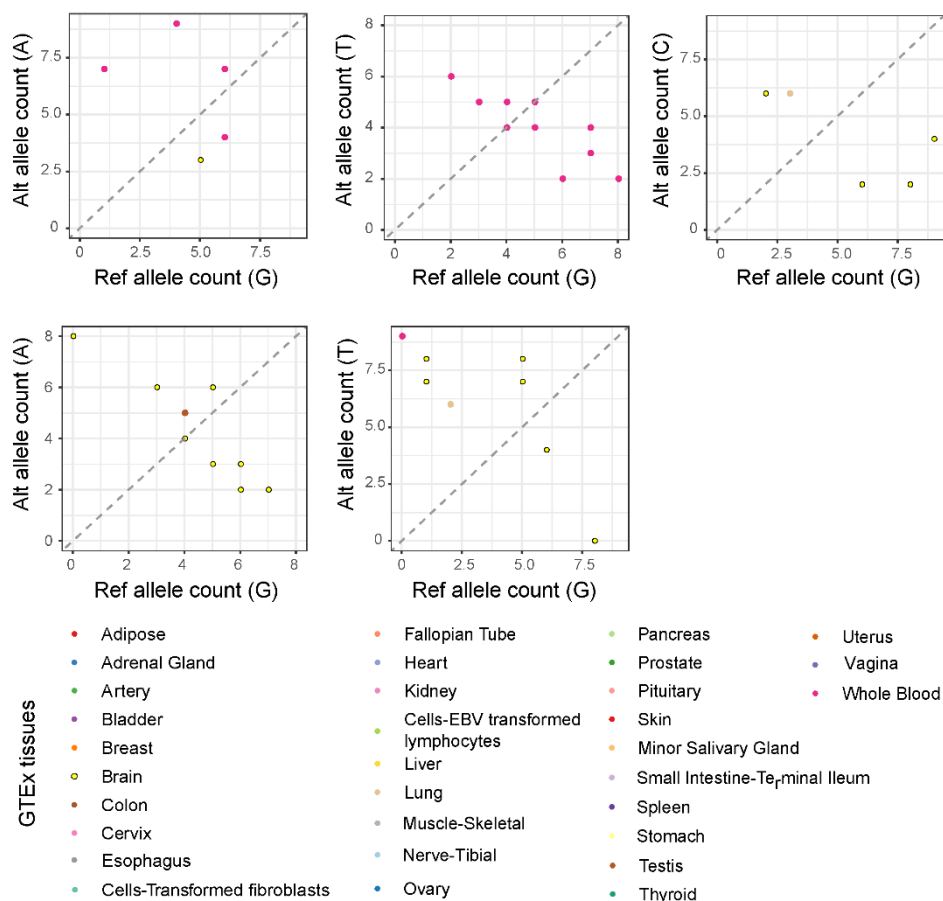 Alt allele count (A)
7.5
5.0
2.5
0
0
2.5
5.0
7.5
Ref allele count (G)
Alt allele count (T)
8
6
4
2
0
0
2
4
6
8
Ref allele count (G)
Alt allele count (C)
7.5
5.0
2.5
0
0
2.5
5.0
7.5
Ref allele count (G)
Alt allele count (A)
8
6
4
2
0
0
2
4
6
8
Ref allele count (G)
Alt allele count (T)
7.5
5.0
2.5
0
0
2.5
5.0
7.5
Ref allele count (G)
GTEx tissues
Adipose
Adrenal Gland
Artery
Bladder
Breast
Brain
Colon
Cervix
Esophagus
Cells-Transformed fibroblasts
Fallopian Tube
Heart
Kidney
Cells-EBV transformed
lymphocytes
Liver
Lung
Muscle-Skeletal
Nerve-Tibial
Ovary
Pancreas
Prostate
Pituitary
Skin
Minor Salivary Gland
Small Intestine-Terminal Ileum
Spleen
Stomach
Testis
Thyroid
Uterus
Vagina
Whole Blood